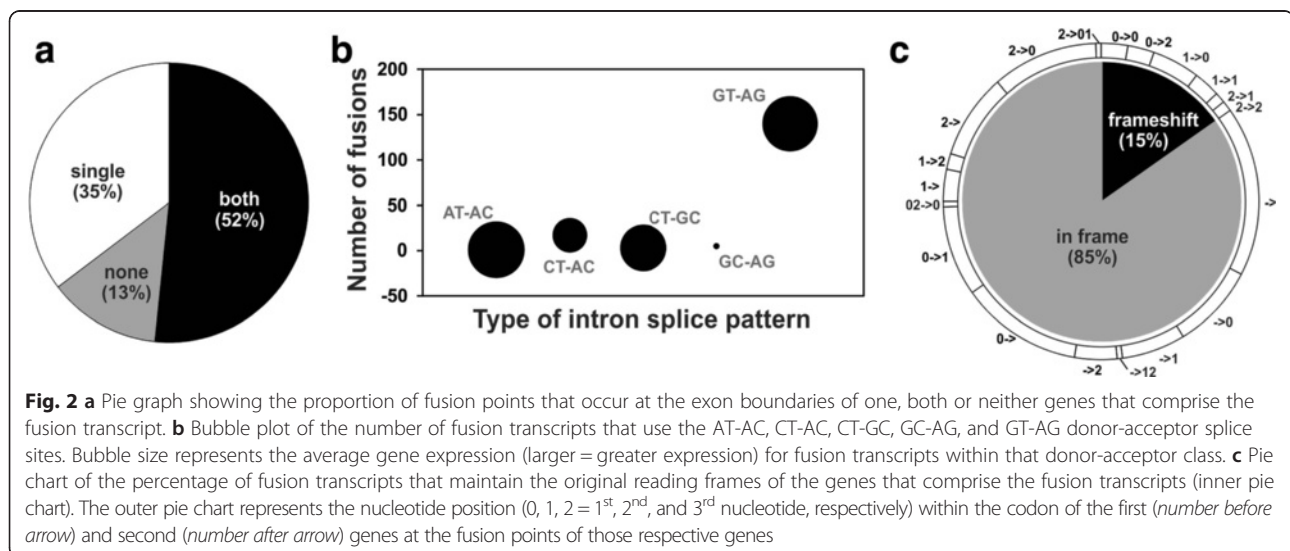 a
single
(35%)
both
(52%)
none
(13%)
b
Number of fusions
200
150
100
50
0
-50
AT-AC
CT-AC
CT-GC
GC-AG
GT-AG
Type of intron splice pattern
c
2->01
0->0
0->2
1->0
1->1
2->1
2->2
->
->0
->1
->12
->2
0->
0->1
02->0
1->
1->2
2->
2->0
frameshift
(15%)
in frame
(85%)
Fig. 2 a Pie graph showing the proportion of fusion points that occur at the exon boundaries of one, both or neither genes that comprise the
fusion transcript. b Bubble plot of the number of fusion transcripts that use the AT-AC, CT-AC, CT-GC, GC-AG, and GT-AG donor-acceptor splice
sites. Bubble size represents the average gene expression (larger = greater expression) for fusion transcripts within that donor-acceptor class. c Pie
chart of the percentage of fusion transcripts that maintain the original reading frames of the genes that comprise the fusion transcripts (inner pie
chart). The outer pie chart represents the nucleotide position (0, 1, 2 = 1st, 2nd, and 3rd nucleotide, respectively) within the codon of the first (number before
arrow) and second (number after arrow) genes at the fusion points of those respective genes